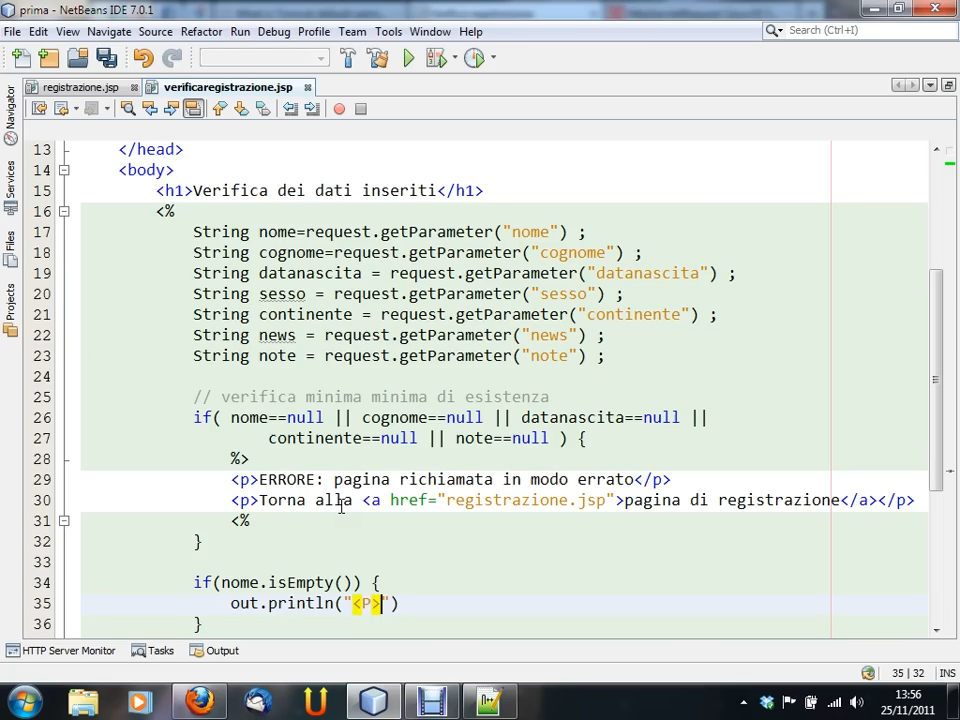 prima - NetBeans IDE 7.0.1
File Edit View Navigate Source Refactor Run Debug Profile Team Tools Window Help
Search (Ctrl+I)
registrazione.jsp verificaregistrazione.jsp
Navigator
Services
Files
Projects
13 </head>
14 <body>
15 <h1>Verifica dei dati inseriti</h1>
16 <%
17 String nome=request.getParameter("nome") ;
18 String cognome=request.getParameter("cognome") ;
19 String datanascita = request.getParameter("datanascita") ;
20 String sesso = request.getParameter("sesso") ;
21 String continente = request.getParameter("continente") ;
22 String news = request.getParameter("news") ;
23 String note = request.getParameter("note") ;
24
25 // verifica minima minima di esistenza
26 if( nome==null || cognome==null || datanascita==null ||
27 continente==null || note==null ) {
28 %>
29 <p>ERRORE: pagina richiamata in modo errato</p>
30 <p>Torna alla <a href="registrazione.jsp">pagina di registrazione</a></p>
31 <%
32 }
33
34 if(nome.isEmpty()) {
35 out.println("<P>")
36 }
HTTP Server Monitor Tasks Output
35 | 32 INS
13:56
25/11/2011